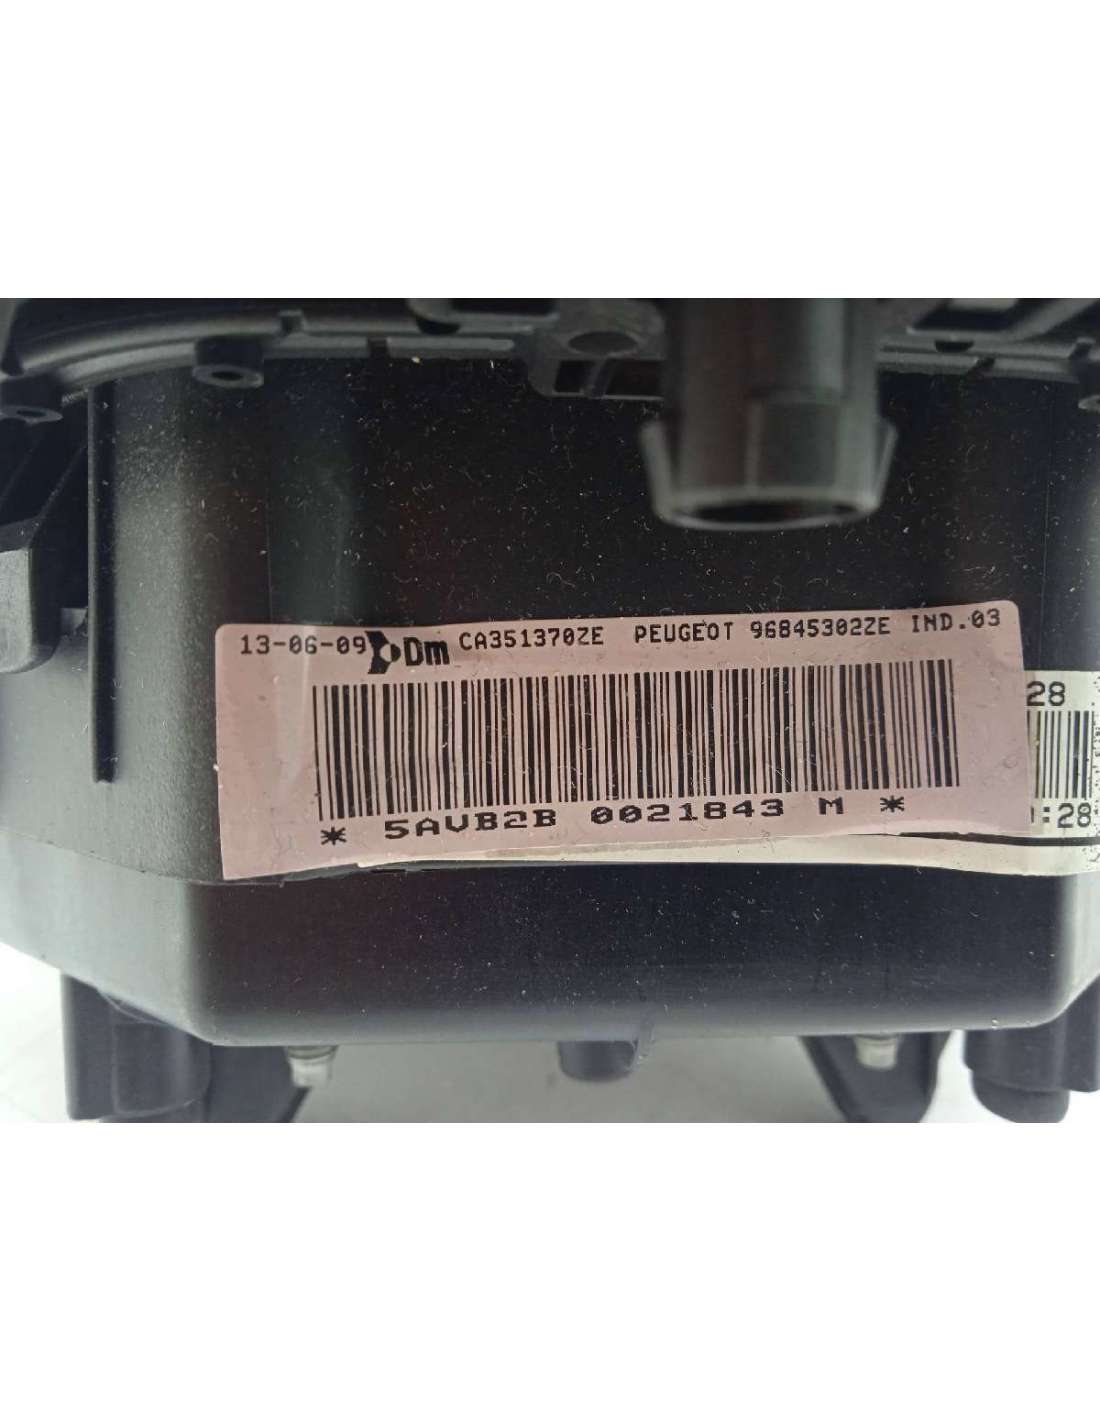 13-06-09 Dm CA351370ZE PEUGEOT 96845302ZE IND.03
* 5AVB2B 0021843 M *
28
:28